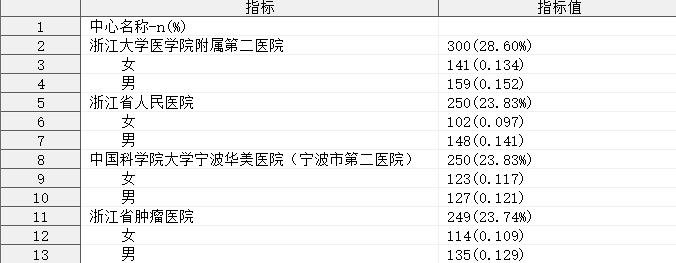 指标 指标值
1 中心名称-n(%)
2 浙江大学医学院附属第二医院 300(28.60%)
3 女 141(0.134)
4 男 159(0.152)
5 浙江省人民医院 250(23.83%)
6 女 102(0.097)
7 男 148(0.141)
8 中国科学院大学宁波华美医院（宁波市第二医院） 250(23.83%)
9 女 123(0.117)
10 男 127(0.121)
11 浙江省肿瘤医院 249(23.74%)
12 女 114(0.109)
13 男 135(0.129)